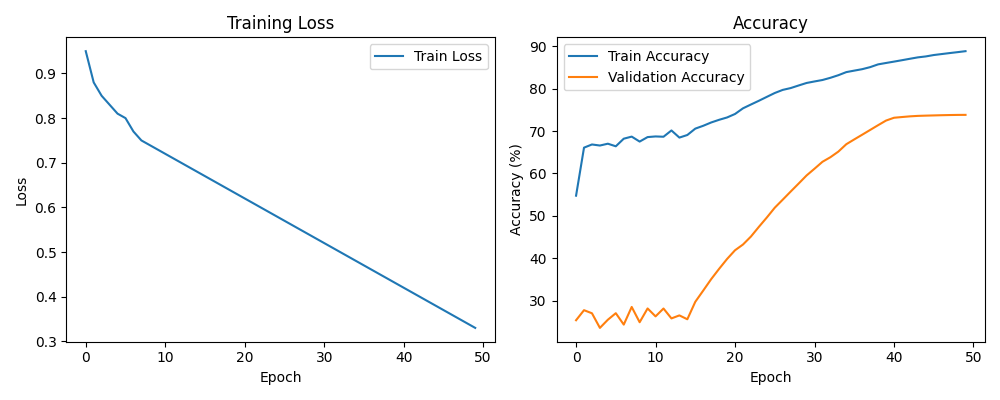 Training Loss
Train Loss
0.9
0.8
0.7
0.6
0.5
0.4
0.3
Loss
0 10 20 30 40 50
Epoch
Accuracy
Train Accuracy
Validation Accuracy
90
80
70
60
50
40
30
Accuracy (%)
0 10 20 30 40 50
Epoch